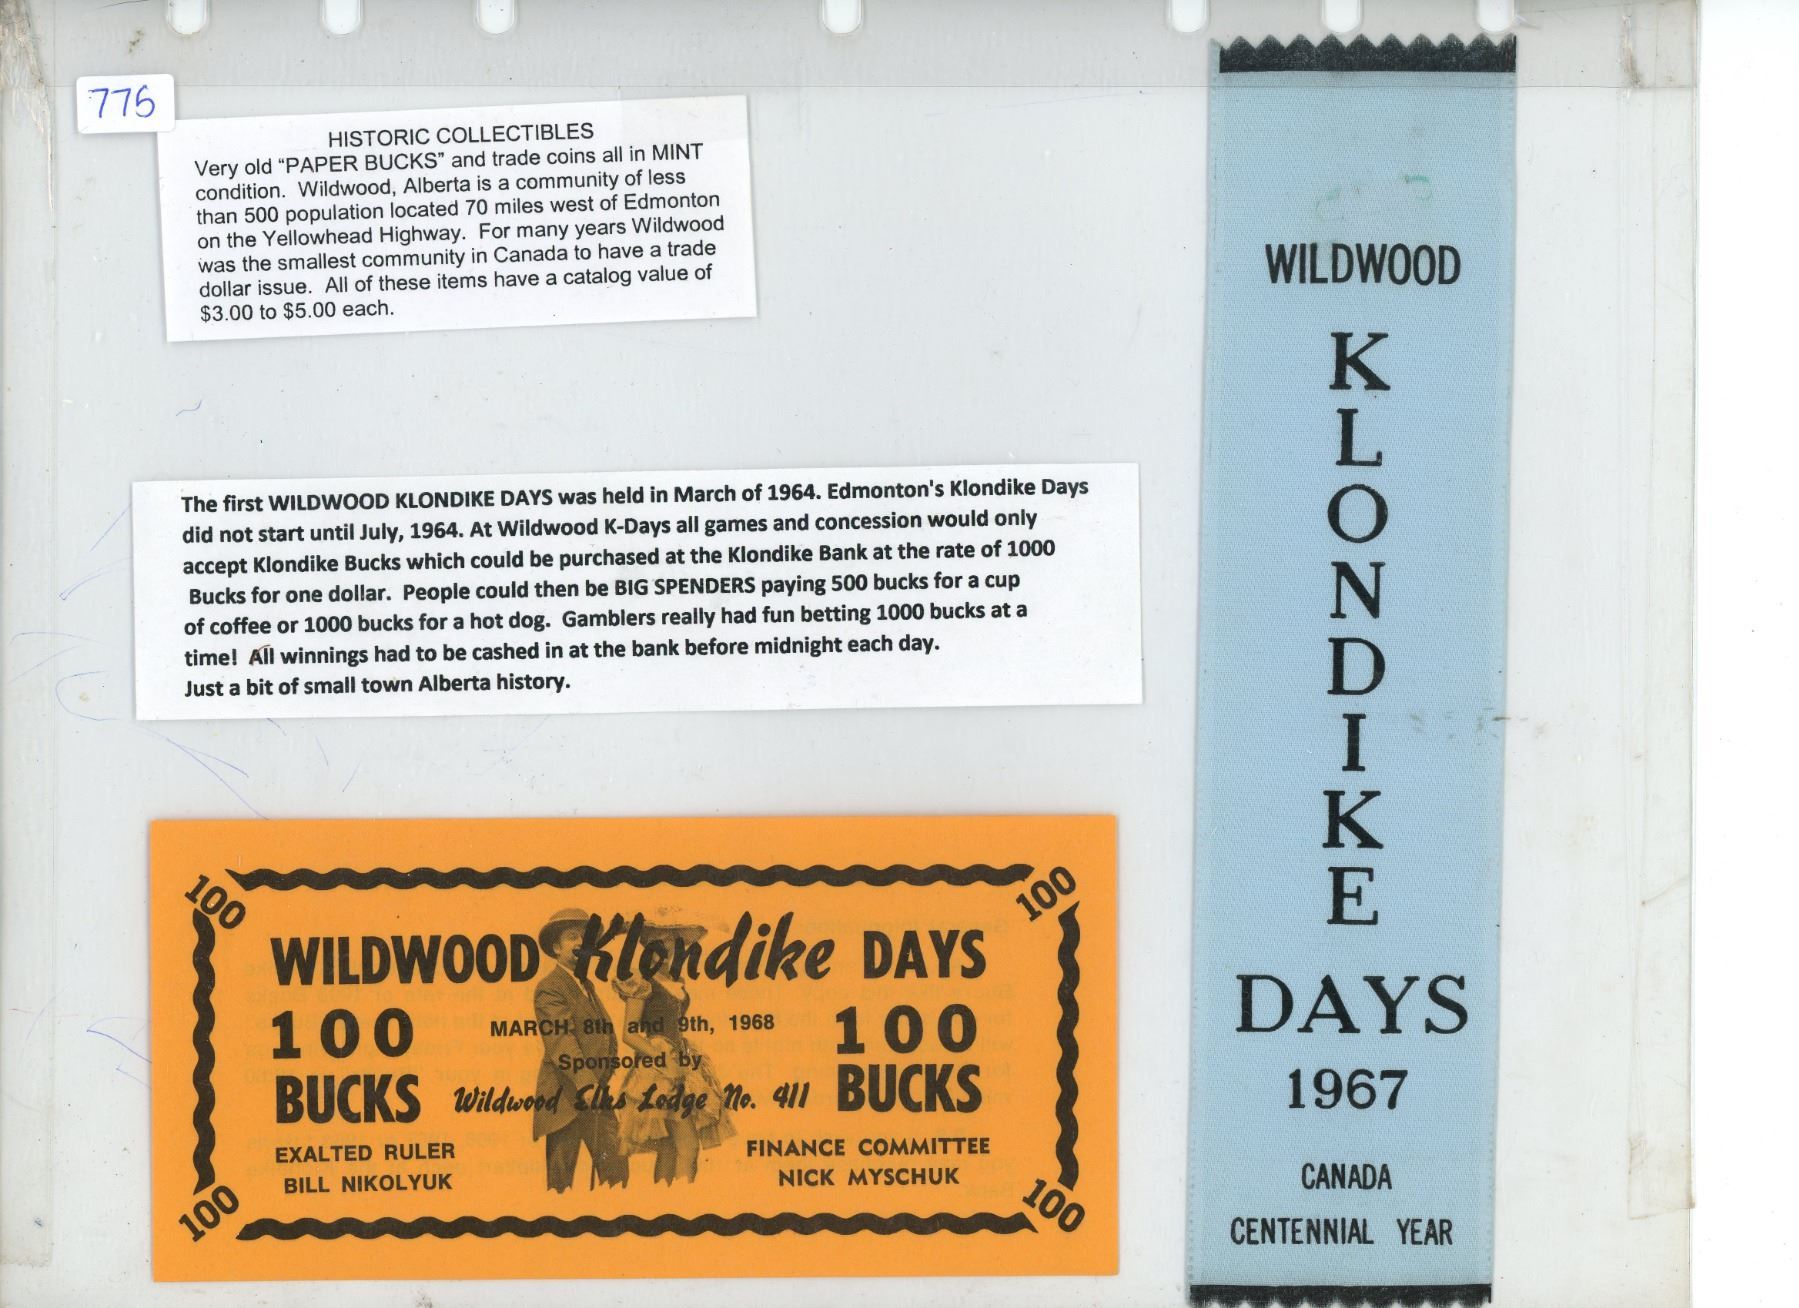 775
HISTORIC COLLECTIBLES
Very old “PAPER BUCKS” and trade coins all in MINT
condition. Wildwood, Alberta is a community of less
than 500 population located 70 miles west of Edmonton
on the Yellowhead Highway. For many years Wildwood
was the smallest community in Canada to have a trade
dollar issue. All of these items have a catalog value of
$3.00 to $5.00 each.
The first WILDWOOD KLONDIKE DAYS was held in March of 1964. Edmonton's Klondike Days
did not start until July, 1964. At Wildwood K-Days all games and concession would only
accept Klondike Bucks which could be purchased at the Klondike Bank at the rate of 1000
Bucks for one dollar. People could then be BIG SPENDERS paying 500 bucks for a cup
of coffee or 1000 bucks for a hot dog. Gamblers really had fun betting 1000 bucks at a
time! All winnings had to be cashed in at the bank before midnight each day.
Just a bit of small town Alberta history.
100
100
WILDWOOD Klondike DAYS
100
BUCKS
MARCH 8th and 9th, 1968
Sponsored by
Wildwood Elks Lodge No. 411
100
BUCKS
EXALTED RULER
BILL NIKOLYUK
FINANCE COMMITTEE
NICK MYSCHUK
100
100
WILDWOOD
KLONDIKE
DAYS
1967
CANADA
CENTENNIAL YEAR